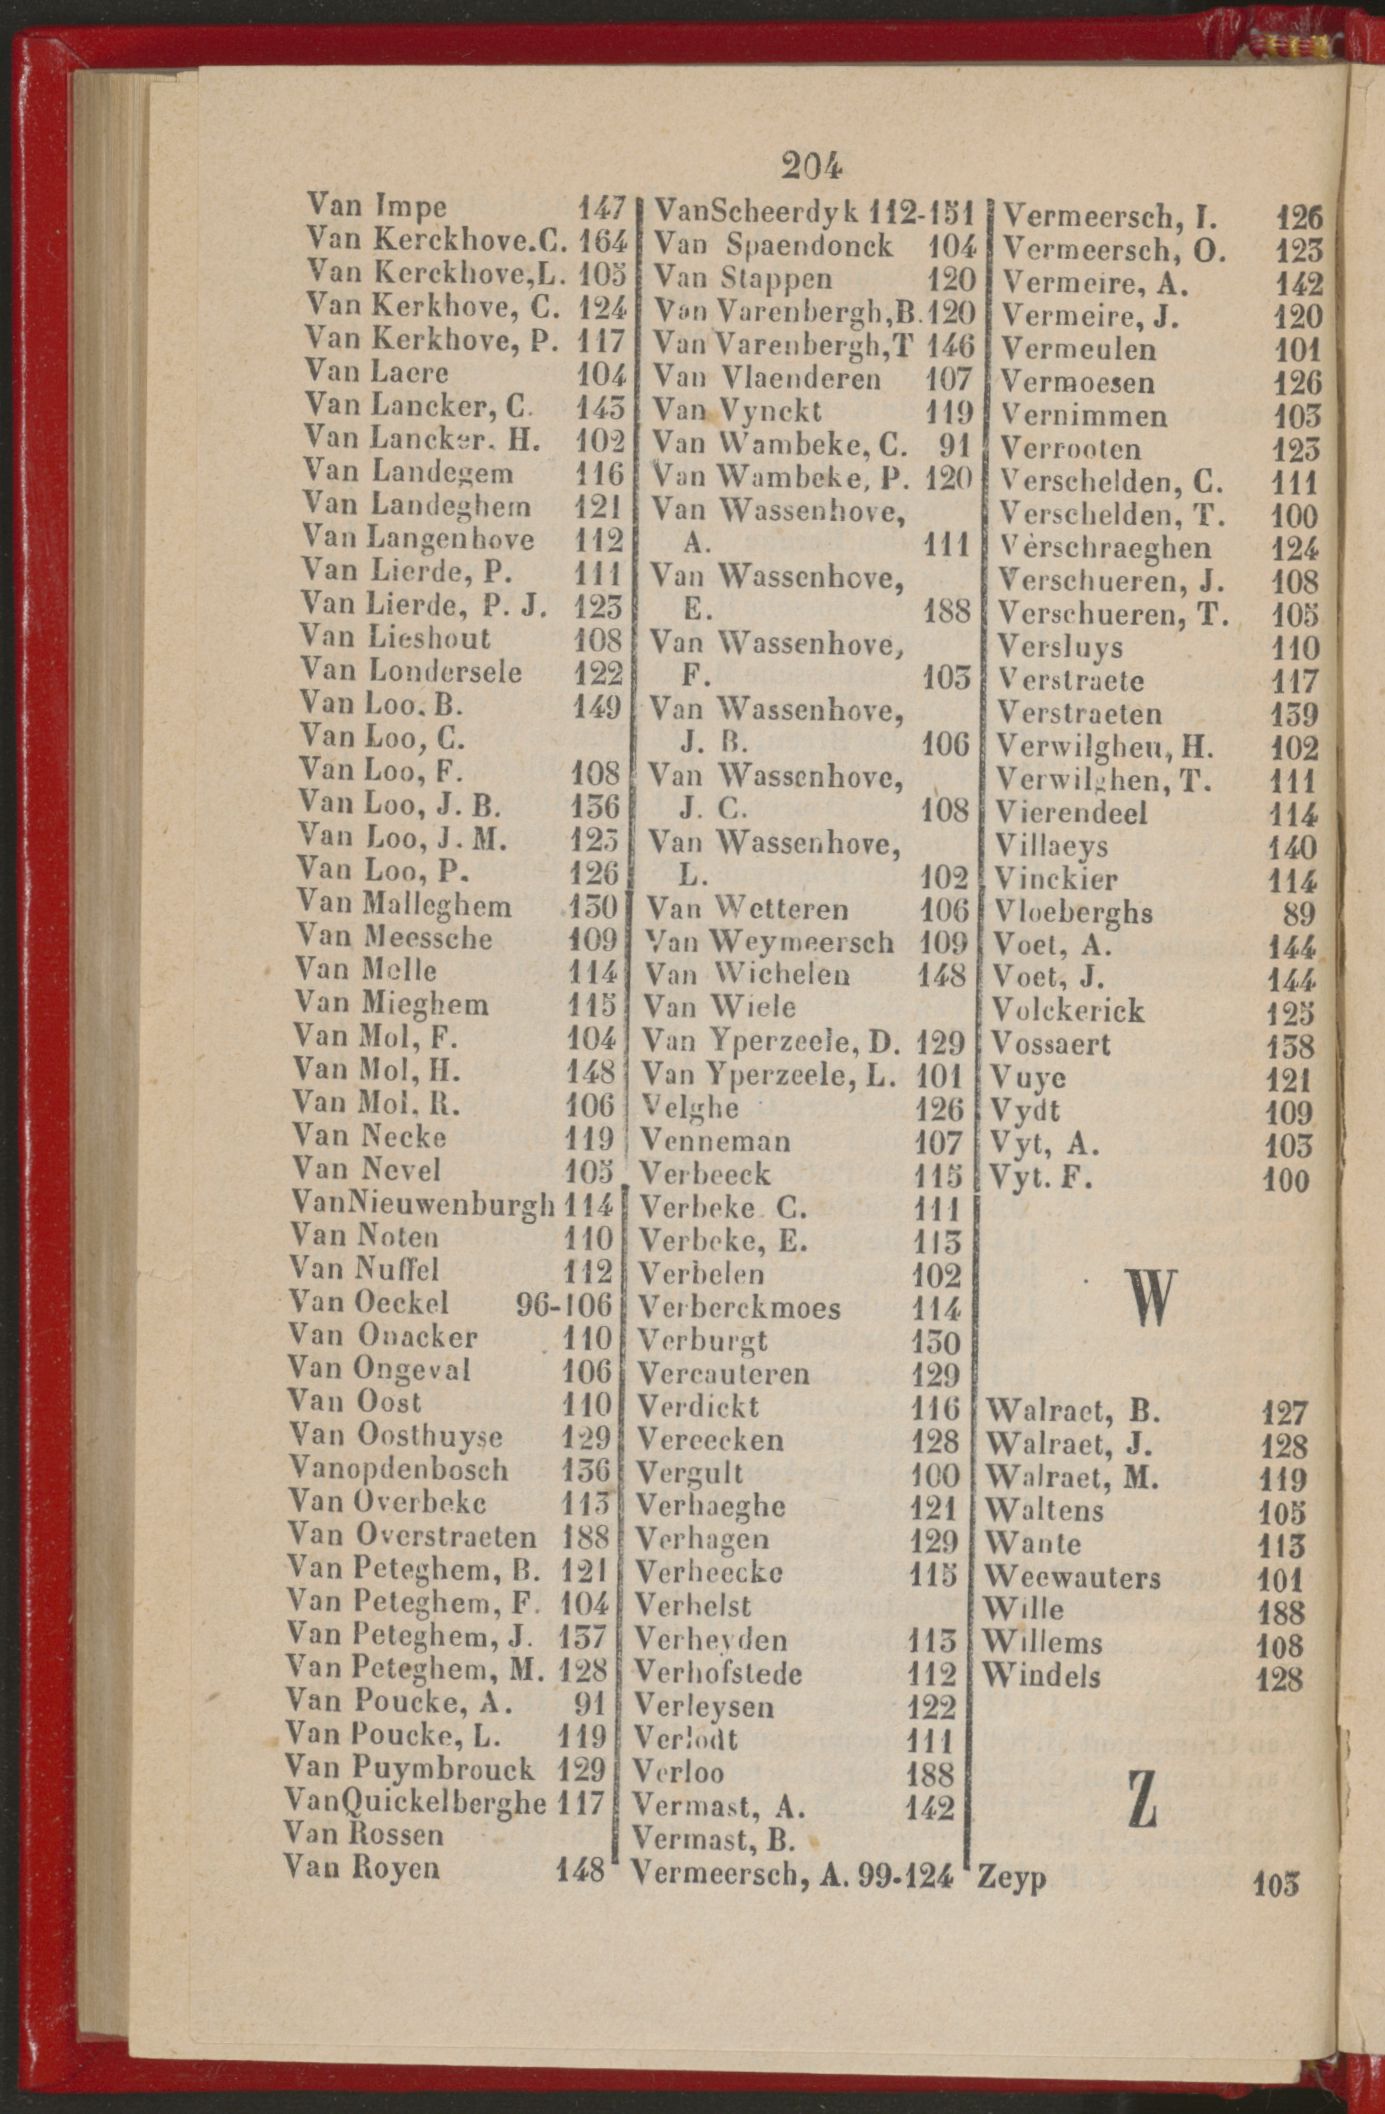 204
Van Impe 147
Van Kerckhove.C. 164
Van Kerckhove,L. 105
Van Kerkhove, C. 124
Van Kerkhove, P. 117
Van Laere 104
Van Lancker, C. 143
Van Lancker. H. 102
Van Landegem 116
Van Landeghem 121
Van Langenhove 112
Van Lierde, P. 111
Van Lierde, P. J. 123
Van Lieshout 108
Van Londersele 122
Van Loo. B. 149
Van Loo, C.
Van Loo, F. 108
Van Loo, J. B. 136
Van Loo, J. M. 123
Van Loo, P. 126
Van Malleghem 130
Van Meessche 109
Van Melle 114
Van Mieghem 115
Van Mol, F. 104
Van Mol, H. 148
Van Mol. R. 106
Van Necke 119
Van Nevel 105
VanNieuwenburgh 114
Van Noten 110
Van Nuffel 112
Van Oeckel 96-106
Van Onacker 110
Van Ongeval 106
Van Oost 110
Van Oosthuyse 129
Vanopdenbosch 136
Van Overbeke 113
Van Overstraeten 188
Van Peteghem, B. 121
Van Peteghem, F. 104
Van Peteghem, J. 137
Van Peteghem, M. 128
Van Poucke, A. 91
Van Poucke, L. 119
Van Puymbrouck 129
VanQuickelberghe 117
Van Rossen
Van Royen 148
VanScheerdyk 112-151
Van Spaendonck 104
Van Stappen 120
Van Varenbergh,B. 120
Van Varenbergh,T 146
Van Vlaenderen 107
Van Vynckt 119
Van Wambeke, C. 91
Van Wambeke, P. 120
Van Wassenhove,
A. 111
Van Wassenhove,
E. 188
Van Wassenhove,
F. 103
Van Wassenhove,
J. B. 106
Van Wassenhove,
J. C. 108
Van Wassenhove,
L. 102
Van Wetteren 106
Van Weymeersch 109
Van Wichelen 148
Van Wiele
Van Yperzeele, D. 129
Van Yperzeele, L. 101
Velghe 126
Venneman 107
Verbeeck 115
Verbeke C. 111
Verbeke, E. 113
Verbelen 102
Verberckmoes 114
Verburgt 130
Vercauteren 129
Verdickt 116
Vereecken 128
Vergult 100
Verhaeghe 121
Verhagen 129
Verheecke 115
Verhelst
Verheyden 113
Verhofstede 112
Verleysen 122
Verlodt 111
Verloo 188
Vermast, A. 142
Vermast, B.
Vermeersch, A. 99-124
Vermeersch, I. 126
Vermeersch, O. 123
Vermeire, A. 142
Vermeire, J. 120
Vermeulen 101
Vermoesen 126
Vernimmen 103
Verrooten 123
Verschelden, C. 111
Verschelden, T. 100
Vèrschraeghen 124
Verschueren, J. 108
Verschueren, T. 105
Versluys 110
Verstraete 117
Verstraeten 139
Verwilgheu, H. 102
Verwilghen, T. 111
Vierendeel 114
Villaeys 140
Vinckier 114
Vloeberghs 89
Voet, A. 144
Voet, J. 144
Volckerick 125
Vossaert 138
Vuye 121
Vydt 109
Vyt, A. 103
Vyt. F. 100
W
Walraet, B. 127
Walraet, J. 128
Walraet, M. 119
Waltens 105
Wante 113
Weewauters 101
Wille 188
Willems 108
Windels 128
Z
Zeyp 103